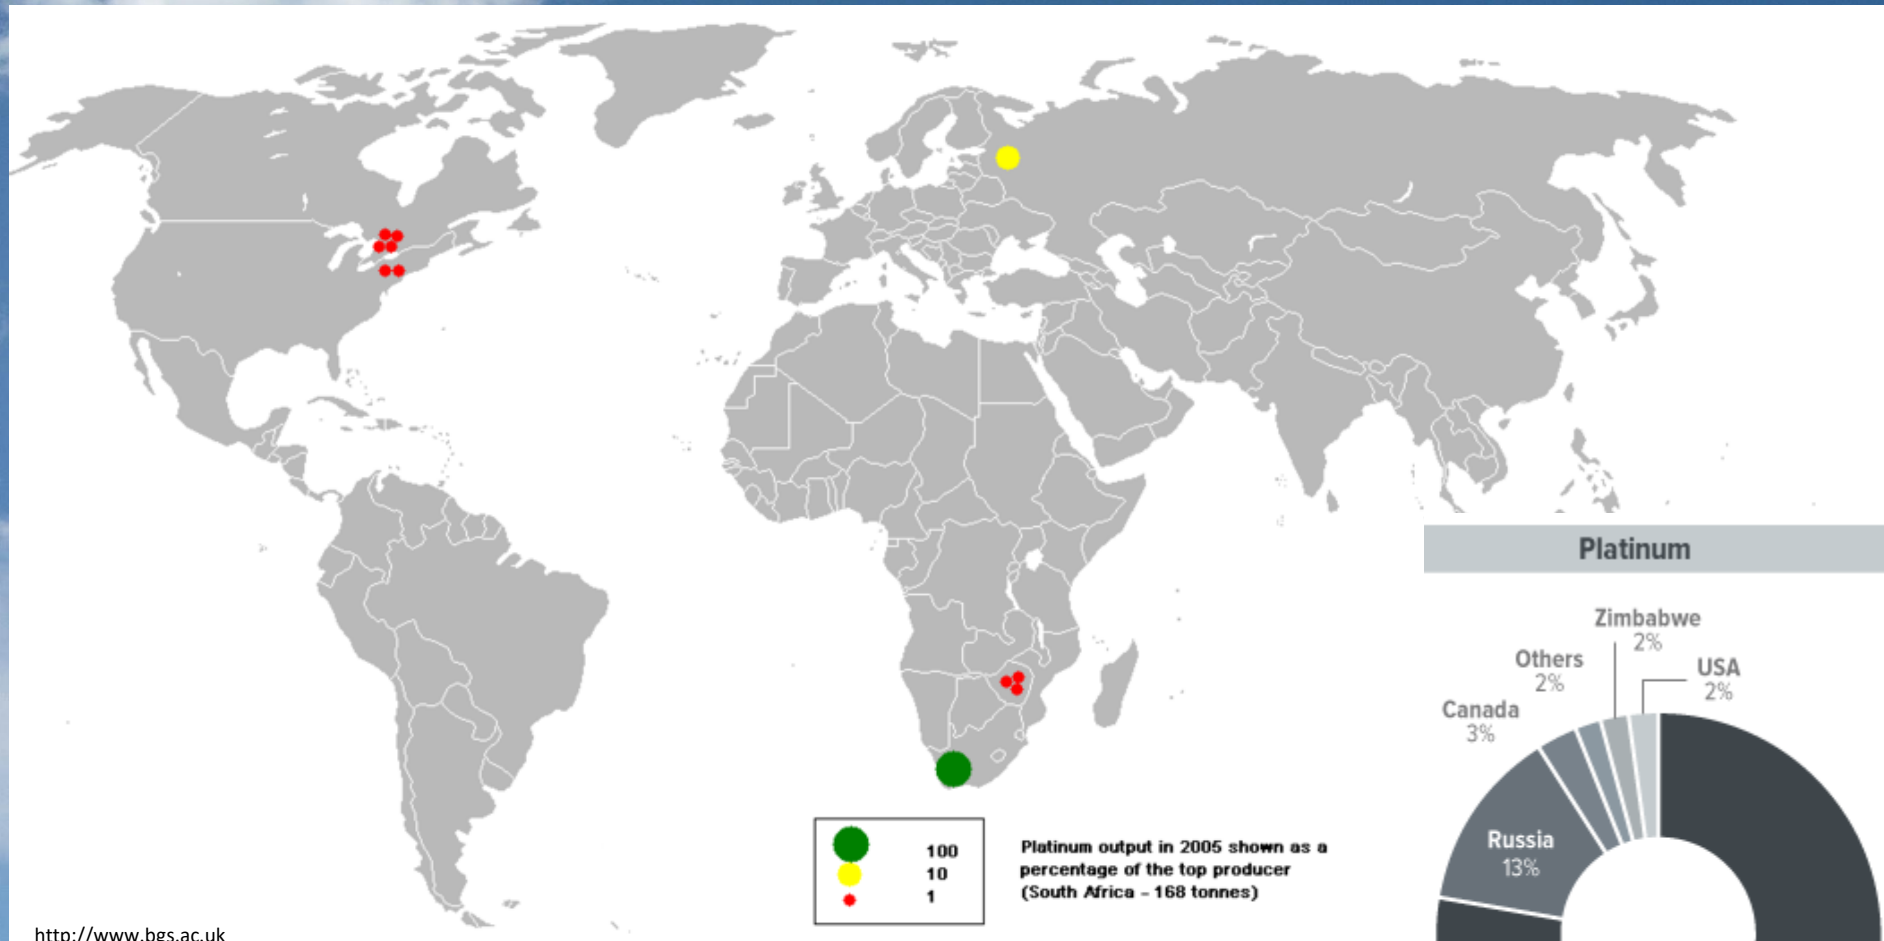 100
10
1
Platinum output in 2005 shown as a
percentage of the top producer
(South Africa - 168 tonnes)
http://www.bgs.ac.uk
Platinum
Zimbabwe
2%
Others
2%
USA
2%
Canada
3%
Russia
13%